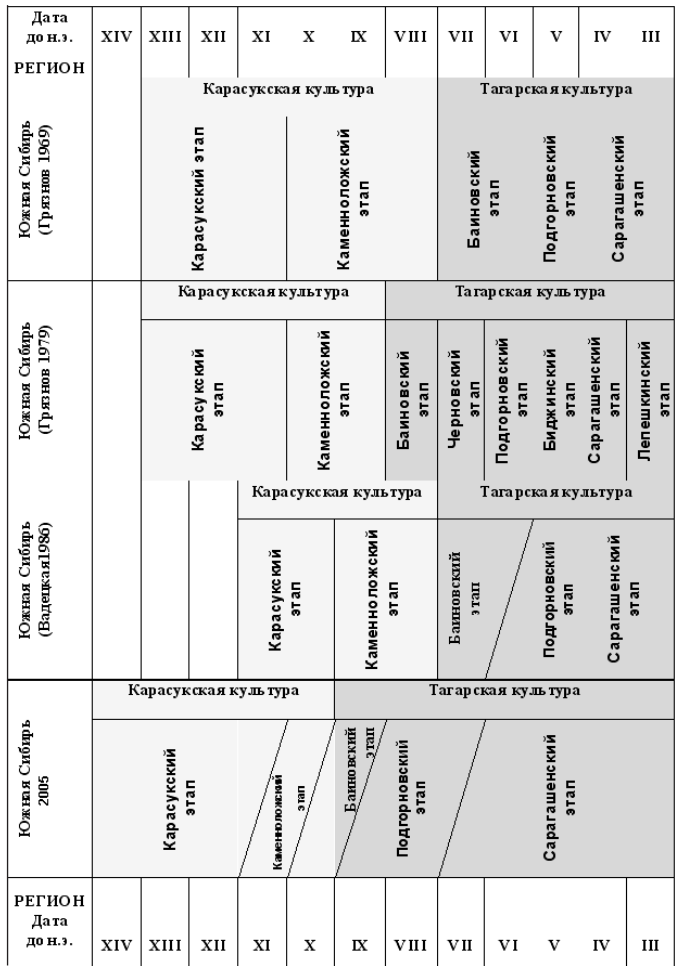 Дата
до н.э.
XIV XIII XII XI X IX VIII VII VI V IV III
РЕГИОН
Южная Сибирь
(Грязнов 1969)
Карасукская культура
Тагарская культура
Карасукский этап
Каменноложский
этап
Баиновский
этап
Подгорновский
этап
Сарагашенский
этап
Южная Сибирь
(Грязнов 1979)
Карасукская культура
Тагарская культура
Карасукский
этап
Каменноложский
этап
Баиновский
этап
Черновский
этап
Подгорновский
этап
Биджинский
этап
Сарагашенский
этап
Лепешкинский
этап
Южная Сибирь
(Вадецкая1986)
Карасукская культура
Тагарская культура
Карасукский
этап
Каменноложский
этап
Баиновский
этап
Подгорновский
этап
Сарагашенский
этап
Южная Сибирь
2005
Карасукская культура
Тагарская культура
Карасукский
этап
Каменноложский
этап
Баиновский
этап
Подгорновский
этап
Сарагашенский
этап
РЕГИОН
Дата
до н.э.
XIV XIII XII XI X IX VIII VII VI V IV III